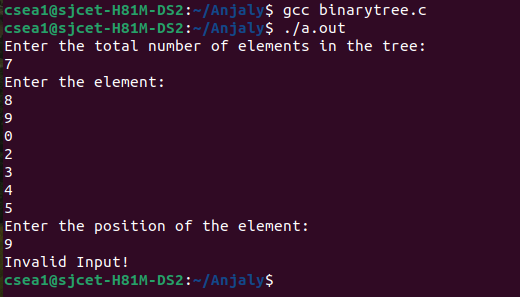 csea1@sjcet-H81M-DS2:~/Anjaly$ gcc binarytree.c
csea1@sjcet-H81M-DS2:~/Anjaly$ ./a.out
Enter the total number of elements in the tree:
7
Enter the element:
8
9
0
2
3
4
5
Enter the position of the element:
9
Invalid Input!
csea1@sjcet-H81M-DS2:~/Anjaly$